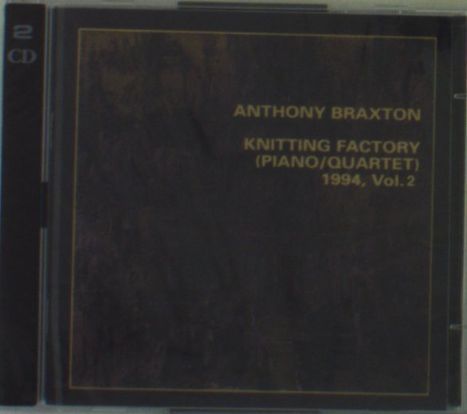 2
CD
ANTHONY BRAXTON
KNITTING FACTORY
(PIANO/QUARTET)
1994, Vol. 2